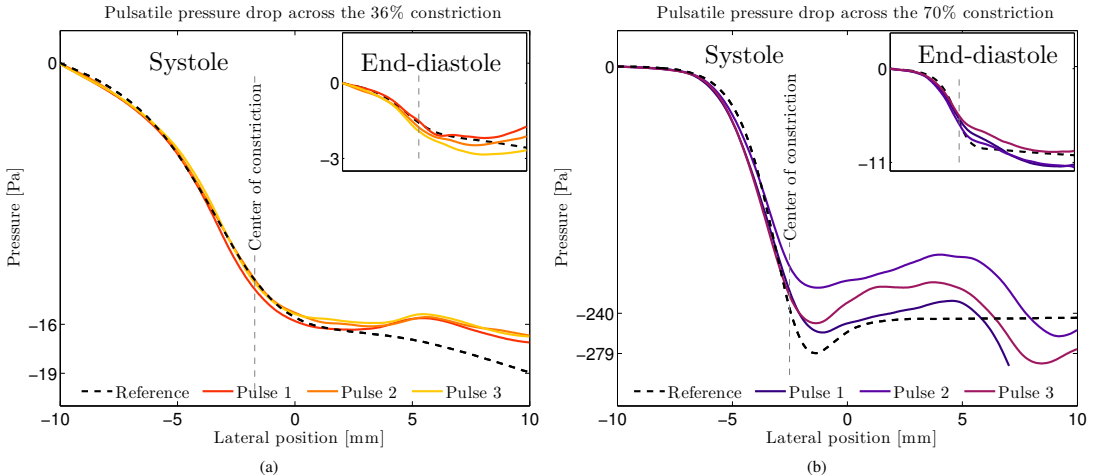 Pulsatile pressure drop across the 36% constriction
Systole
End-diastole
0
−3
Center of constriction
Pressure [Pa]
0
−16
−19
Reference Pulse 1 Pulse 2 Pulse 3
−10 −5 0 5 10
Lateral position [mm]
(a)
Pulsatile pressure drop across the 70% constriction
Systole
End-diastole
0
−11
Center of constriction
Pressure [Pa]
0
−240
−279
Reference Pulse 1 Pulse 2 Pulse 3
−10 −5 0 5 10
Lateral position [mm]
(b)